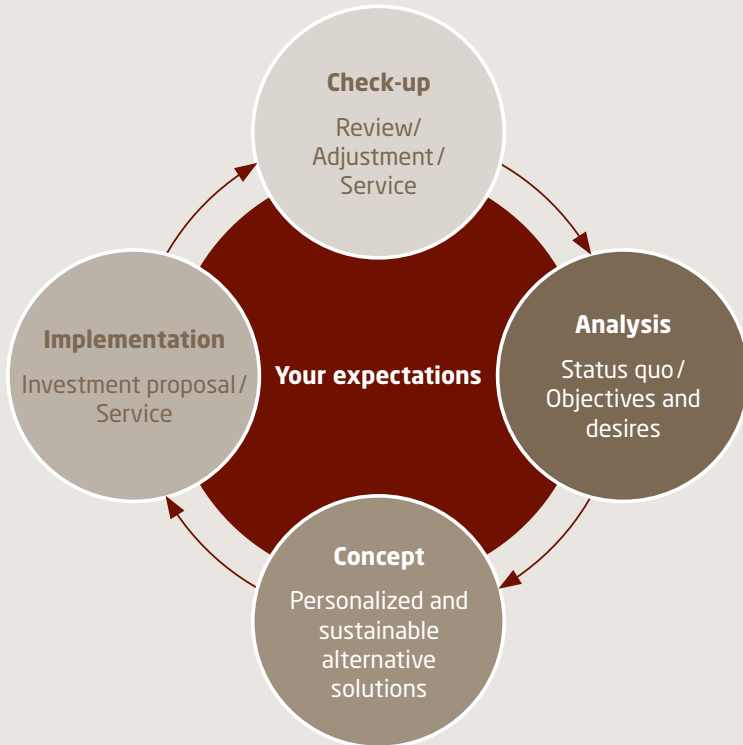 Check-up
Review/
Adjustment/
Service
Analysis
Status quo/
Objectives and
desires
Concept
Personalized and
sustainable
alternative
solutions
Implementation
Investment proposal/
Service
Your expectations